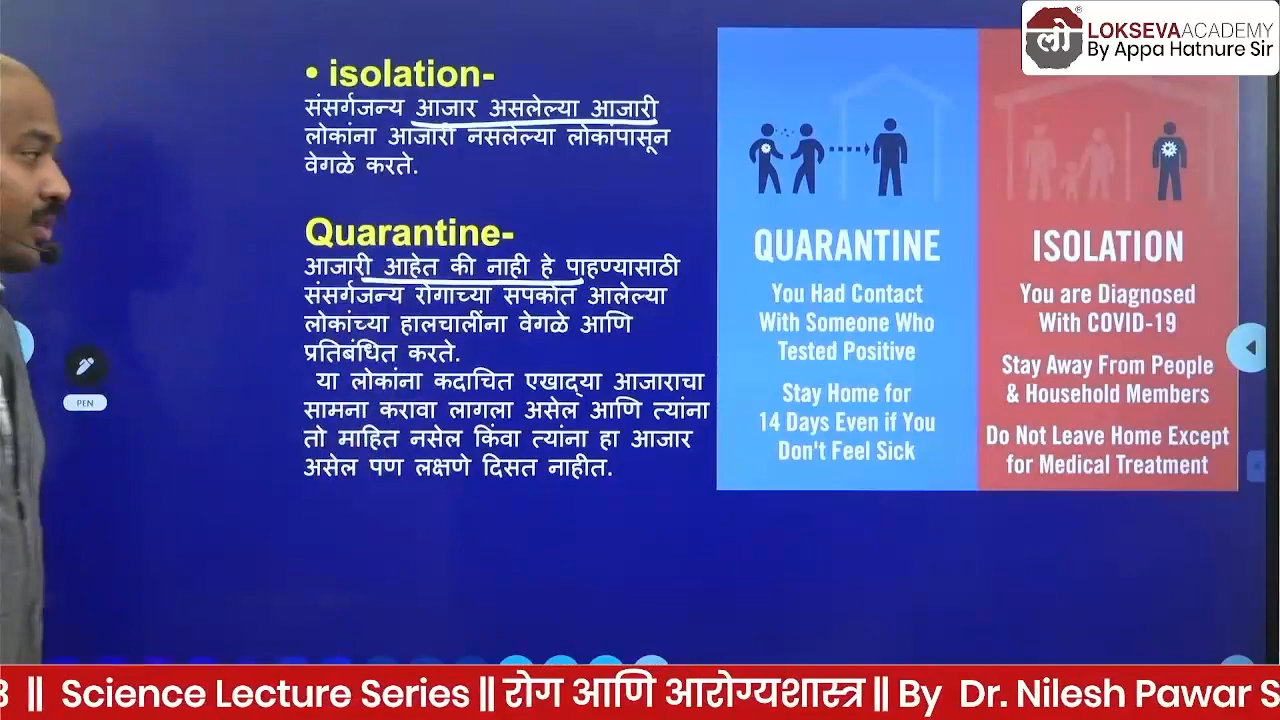 LOKSEVA ACADEMY
By Appa Hatnure Sir
लो
• isolation-
संसर्गजन्य आजार असलेल्या आजारी
लोकांना आजारी नसलेल्या लोकांपासून
वेगळे करते.
Quarantine-
आजारी आहेत की नाही हे पाहण्यासाठी
संसर्गजन्य रोगाच्या संपर्कात आलेल्या
लोकांच्या हालचालींना वेगळे आणि
प्रतिबंधित करते.
या लोकांना कदाचित एखाद्या आजाराचा
सामना करावा लागला असेल आणि त्यांना
तो माहित नसेल किंवा त्यांना हा आजार
असेल पण लक्षणे दिसत नाहीत.
QUARANTINE
You Had Contact
With Someone Who
Tested Positive
Stay Home for
14 Days Even if You
Don't Feel Sick
ISOLATION
You are Diagnosed
With COVID-19
Stay Away From People
& Household Members
Do Not Leave Home Except
for Medical Treatment
PEN
3 || Science Lecture Series || रोग आणि आरोग्यशास्त्र || By Dr. Nilesh Pawar S